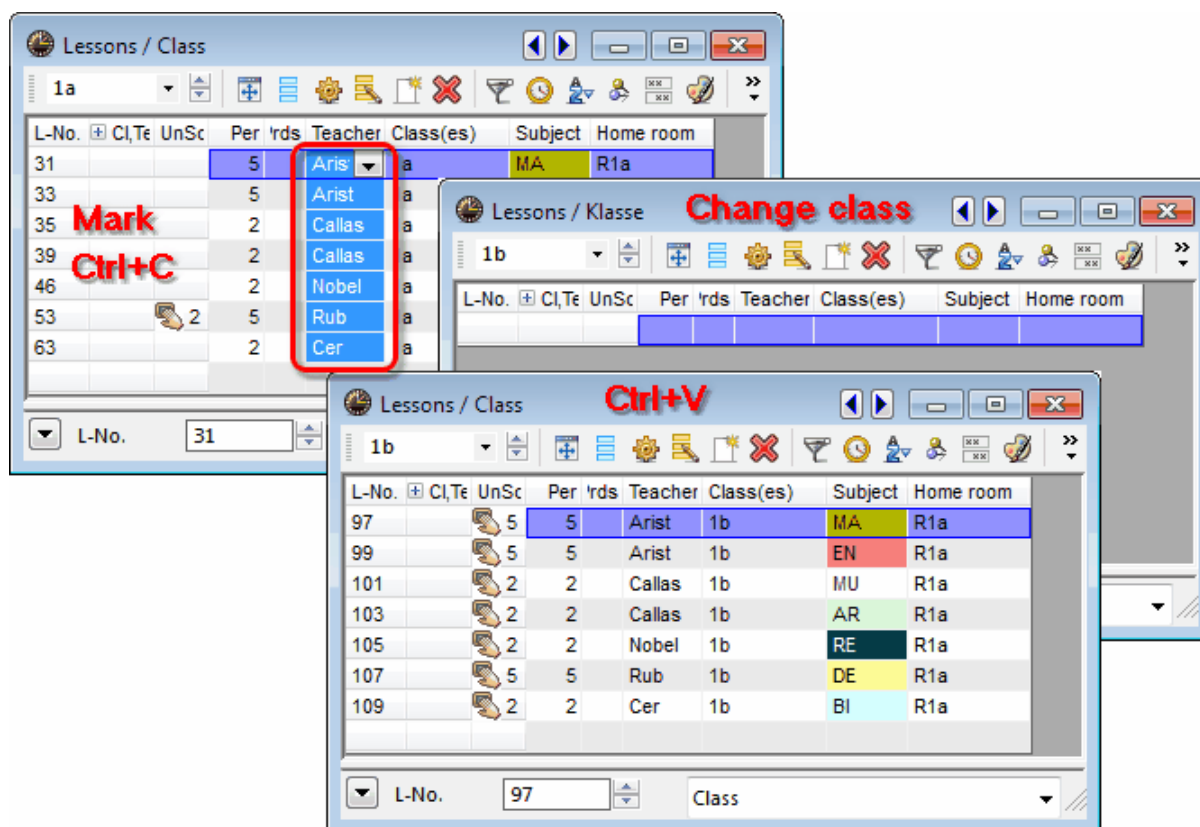 Lessons / Class
1a
L-No. Cl,Te UnSc Per 'rds Teacher Class(es) Subject Home room
31 5 Aris a MA R1a
33 5 Arist a
35 2 Callas a
39 2 Callas a
46 2 Nobel a
53 2 5 Rub a
63 2 Cer a
Mark
Ctrl+C
L-No. 31
Lessons / Klasse
Change class
1b
L-No. Cl,Te UnSc Per 'rds Teacher Class(es) Subject Home room
Lessons / Class
Ctrl+V
1b
L-No. Cl,Te UnSc Per 'rds Teacher Class(es) Subject Home room
97 5 5 Arist 1b MA R1a
99 5 5 Arist 1b EN R1a
101 2 2 Callas 1b MU R1a
103 2 2 Callas 1b AR R1a
105 2 2 Nobel 1b RE R1a
107 5 5 Rub 1b DE R1a
109 2 2 Cer 1b BI R1a
L-No. 97 Class